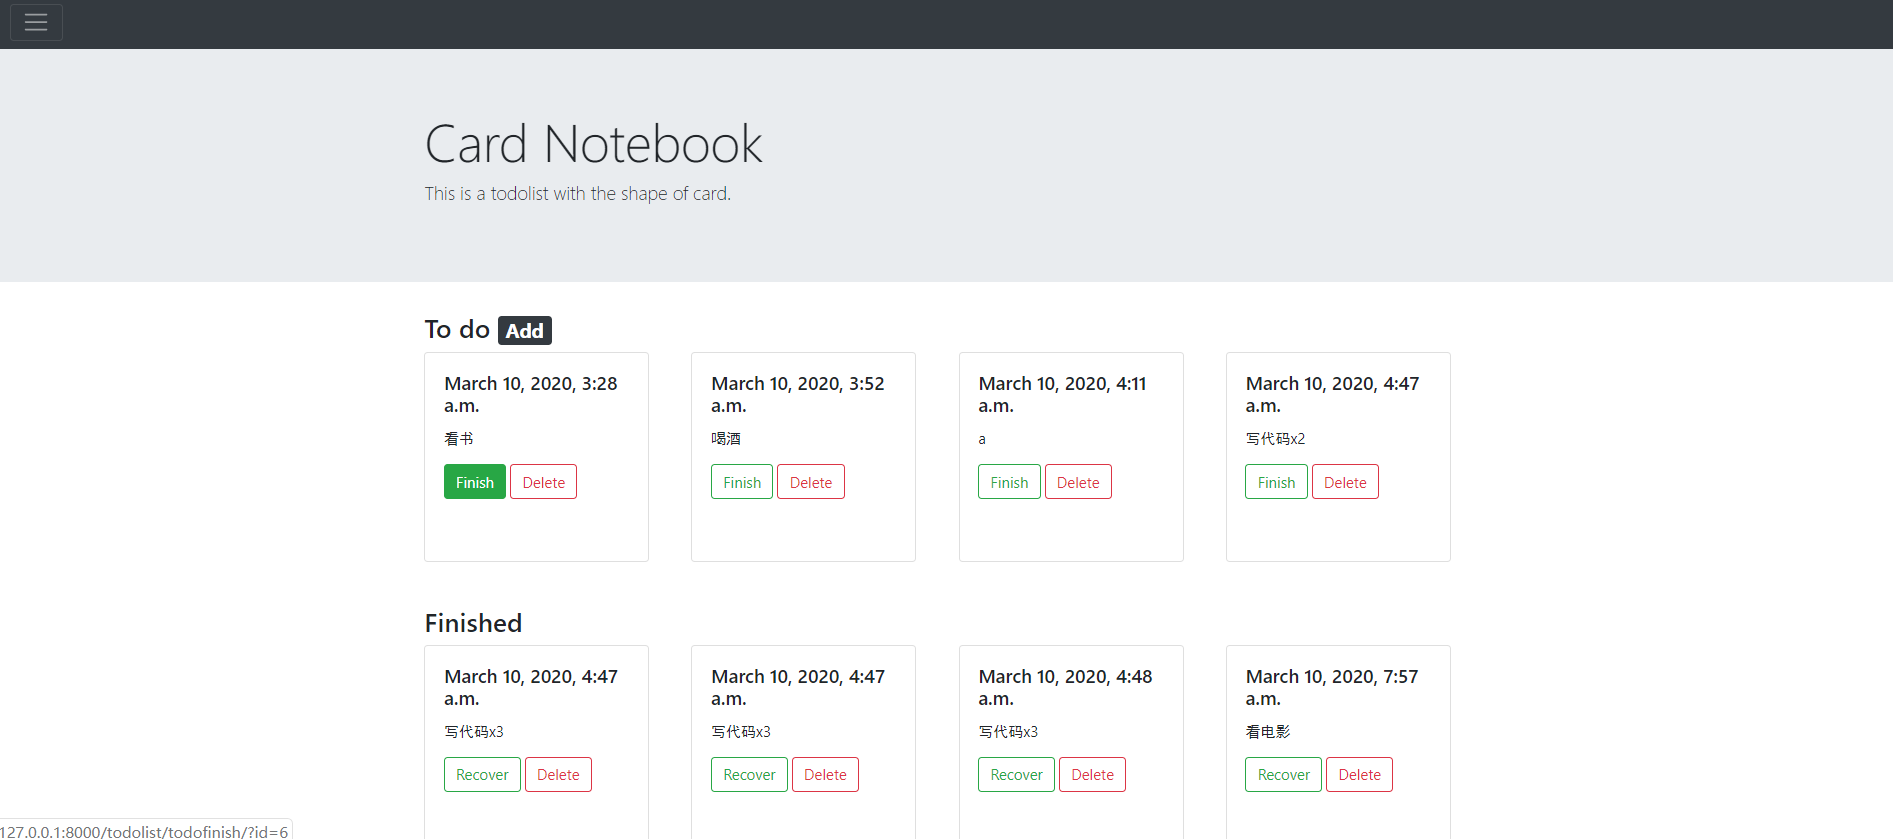 Card Notebook
This is a todolist with the shape of card.
To do Add
March 10, 2020, 3:28
a.m.
看书
Finish Delete
March 10, 2020, 3:52
a.m.
喝酒
Finish Delete
March 10, 2020, 4:11
a.m.
a
Finish Delete
March 10, 2020, 4:47
a.m.
写代码x2
Finish Delete
Finished
March 10, 2020, 4:47
a.m.
写代码x3
Recover Delete
March 10, 2020, 4:47
a.m.
写代码x3
Recover Delete
March 10, 2020, 4:48
a.m.
写代码x3
Recover Delete
March 10, 2020, 7:57
a.m.
看电影
Recover Delete
127.0.0.1:8000/todolist/todofinish/?id=6